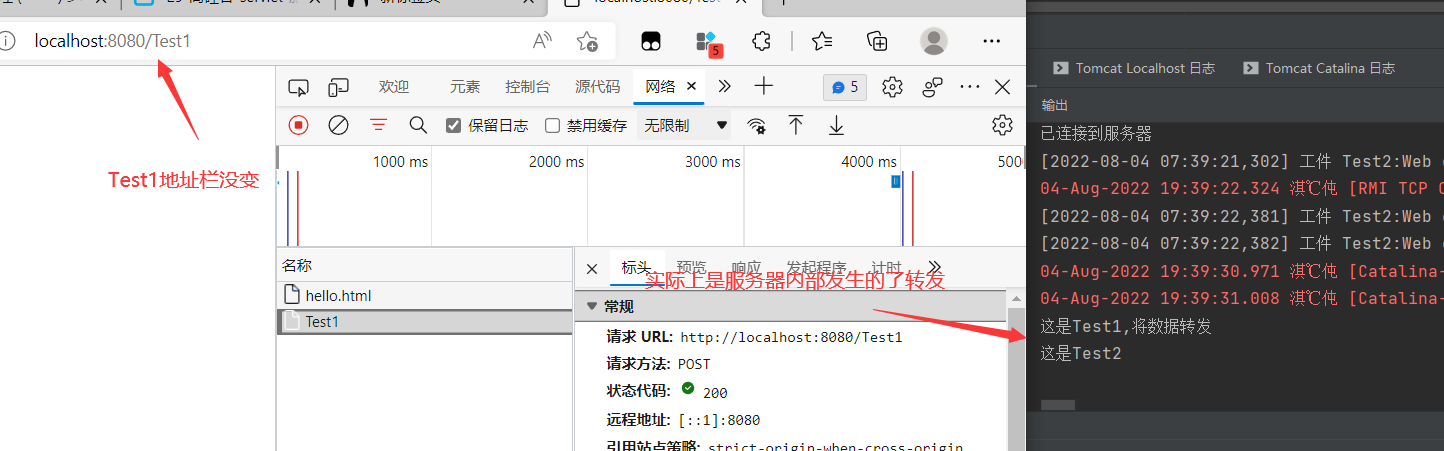 localhost:8080/Test1
5
Test1地址栏没变
欢迎 元素 控制台 源代码 网络 5
保留日志 禁用缓存 无限制
1000 ms 2000 ms 3000 ms 4000 ms
名称
hello.html
Test1
标头 预览 响应 发起程序 计时
实际上是服务器内部发生的了转发
常规
请求 URL: http://localhost:8080/Test1
请求方法: POST
状态代码: 200
远程地址: [::1]:8080
引用站点策略: strict-origin-when-cross-origin
Tomcat Localhost 日志 Tomcat Catalina 日志
输出
已连接到服务器
[2022-08-04 07:39:21,302] 工件 Test2:Web
04-Aug-2022 19:39:22.324 淇℃伅 [RMI TCP
[2022-08-04 07:39:22,381] 工件 Test2:Web
[2022-08-04 07:39:22,382] 工件 Test2:Web
04-Aug-2022 19:39:30.971 淇℃伅 [Catalina-
04-Aug-2022 19:39:31.008 淇℃伅 [Catalina-
这是Test1,将数据转发
这是Test2